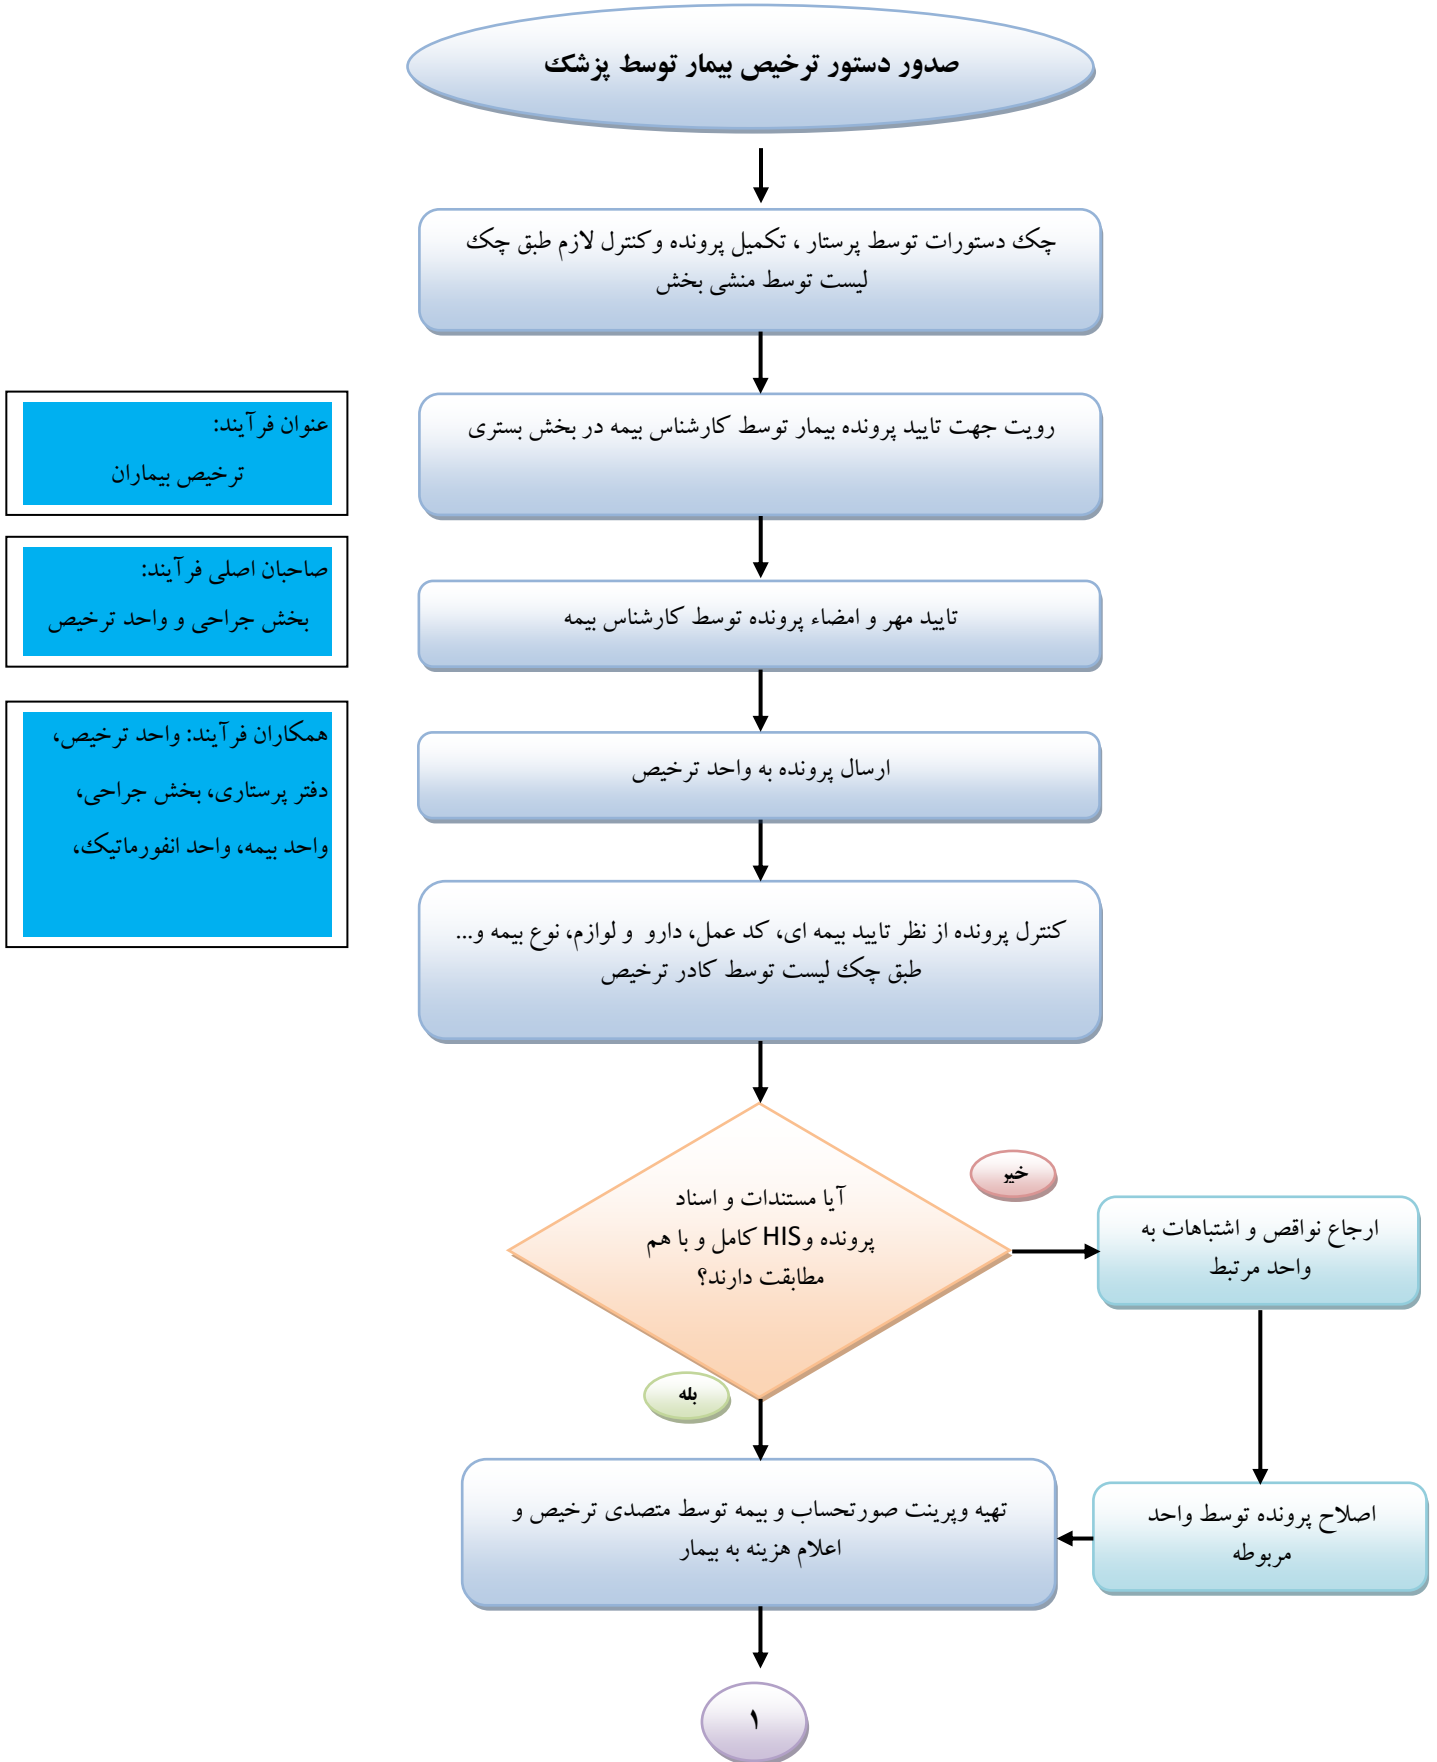 صدور دستور ترخیص بیمار توسط پزشک
چک دستورات توسط پرستار ، تکمیل پرونده وکنترل لازم طبق چک
لیست توسط منشی بخش
رویت جهت تایید پرونده بیمار توسط کارشناس بیمه در بخش بستری
عنوان فرآیند:
ترخیص بیماران
صاحبان اصلی فرآیند:
بخش جراحی و واحد ترخیص
تایید مهر و امضاء پرونده توسط کارشناس بیمه
همکاران فرآیند: واحد ترخیص،
دفتر پرستاری، بخش جراحی،
واحد بیمه، واحد انفورماتیک،
ارسال پرونده به واحد ترخیص
کنترل پرونده از نظر تایید بیمه ای، کد عمل، دارو و لوازم، نوع بیمه و...
طبق چک لیست توسط کادر ترخیص
آیا مستندات و اسناد
پرونده وHIS کامل و با هم
مطابقت دارند؟
خیر
ارجاع نواقص و اشتباهات به
واحد مرتبط
بله
تهیه وپرینت صورتحساب و بیمه توسط متصدی ترخیص و
اعلام هزینه به بیمار
اصلاح پرونده توسط واحد
مربوطه
۱